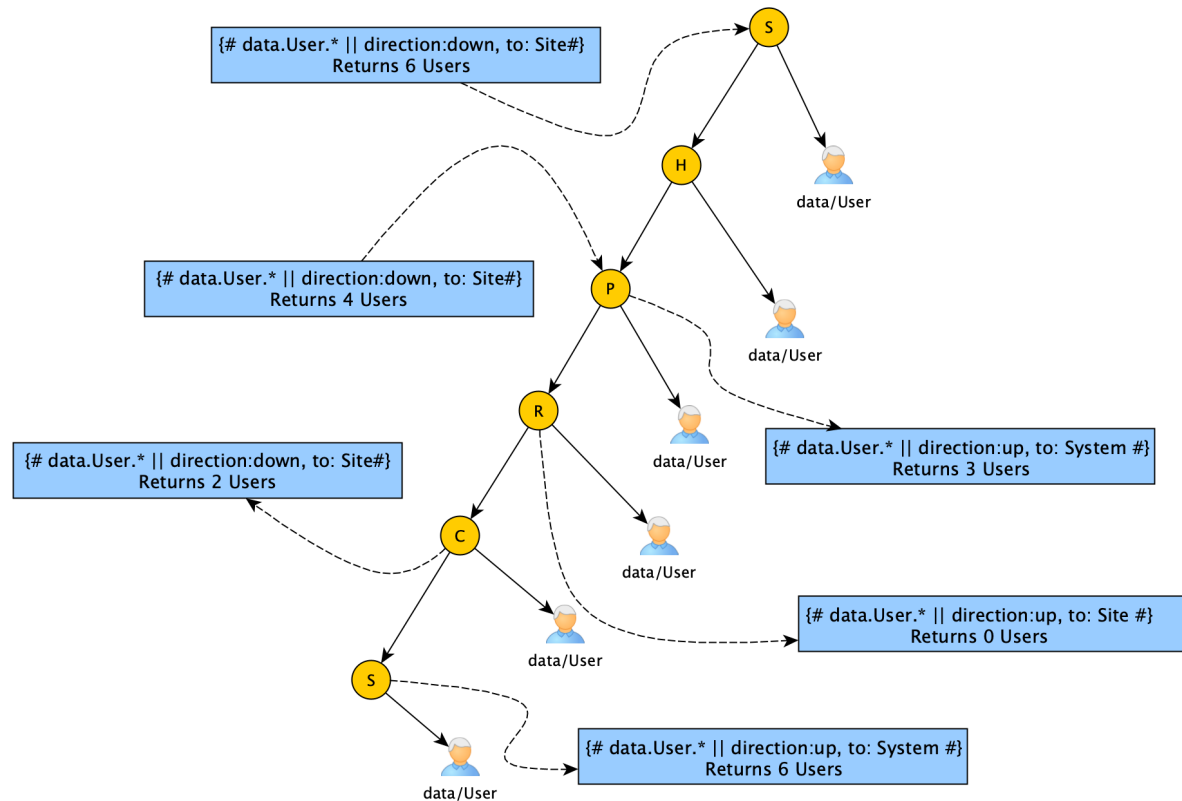 S
{# data.User.* || direction:down, to: Site#}
Returns 6 Users
H
data/User
{# data.User.* || direction:down, to: Site#}
Returns 4 Users
P
data/User
R
data/User
{# data.User.* || direction:up, to: System #}
Returns 3 Users
{# data.User.* || direction:down, to: Site#}
Returns 2 Users
C
data/User
{# data.User.* || direction:up, to: Site #}
Returns 0 Users
data/User
S
{# data.User.* || direction:up, to: System #}
Returns 6 Users
data/User